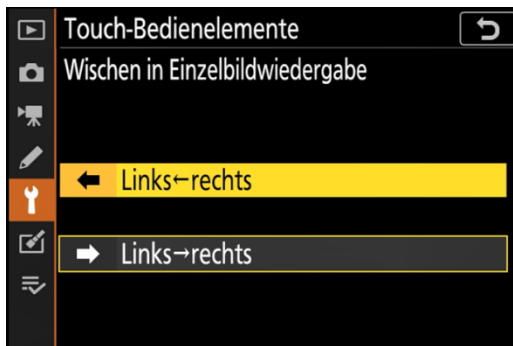 Touch-Bedienelemente
Wischen in Einzelbildwiedergabe
Links←rechts
Links→rechts